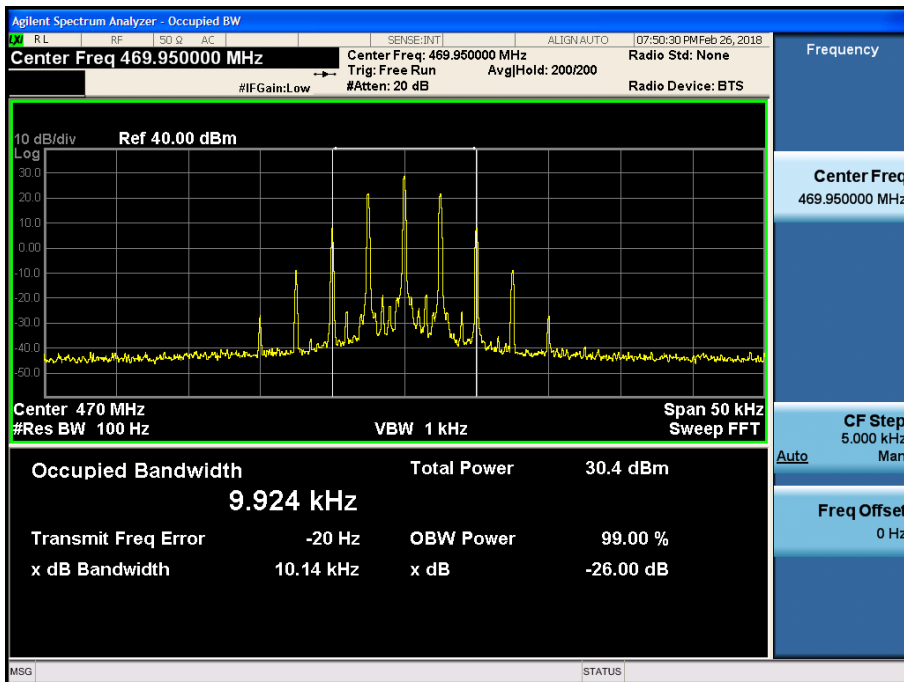 Agilent Spectrum Analyzer - Occupied BW
LXI RL RF 50 Ω AC SENSE:INT ALIGN AUTO 07:50:30 PM Feb 26, 2018
Center Freq 469.950000 MHz
Center Freq: 469.950000 MHz Radio Std: None
Trig: Free Run Avg|Hold: 200/200
#IFGain:Low #Atten: 20 dB Radio Device: BTS
10 dB/div Ref 40.00 dBm
Log
30.0
20.0
10.0
0.00
-10.0
-20.0
-30.0
-40.0
-50.0
Center 470 MHz Span 50 kHz
#Res BW 100 Hz VBW 1 kHz Sweep FFT
Occupied Bandwidth Total Power 30.4 dBm
9.924 kHz
Transmit Freq Error -20 Hz OBW Power 99.00 %
x dB Bandwidth 10.14 kHz x dB -26.00 dB
MSG STATUS
Frequency
Center Freq
469.950000 MHz
CF Step
5.000 kHz
Auto Man
Freq Offset
0 Hz